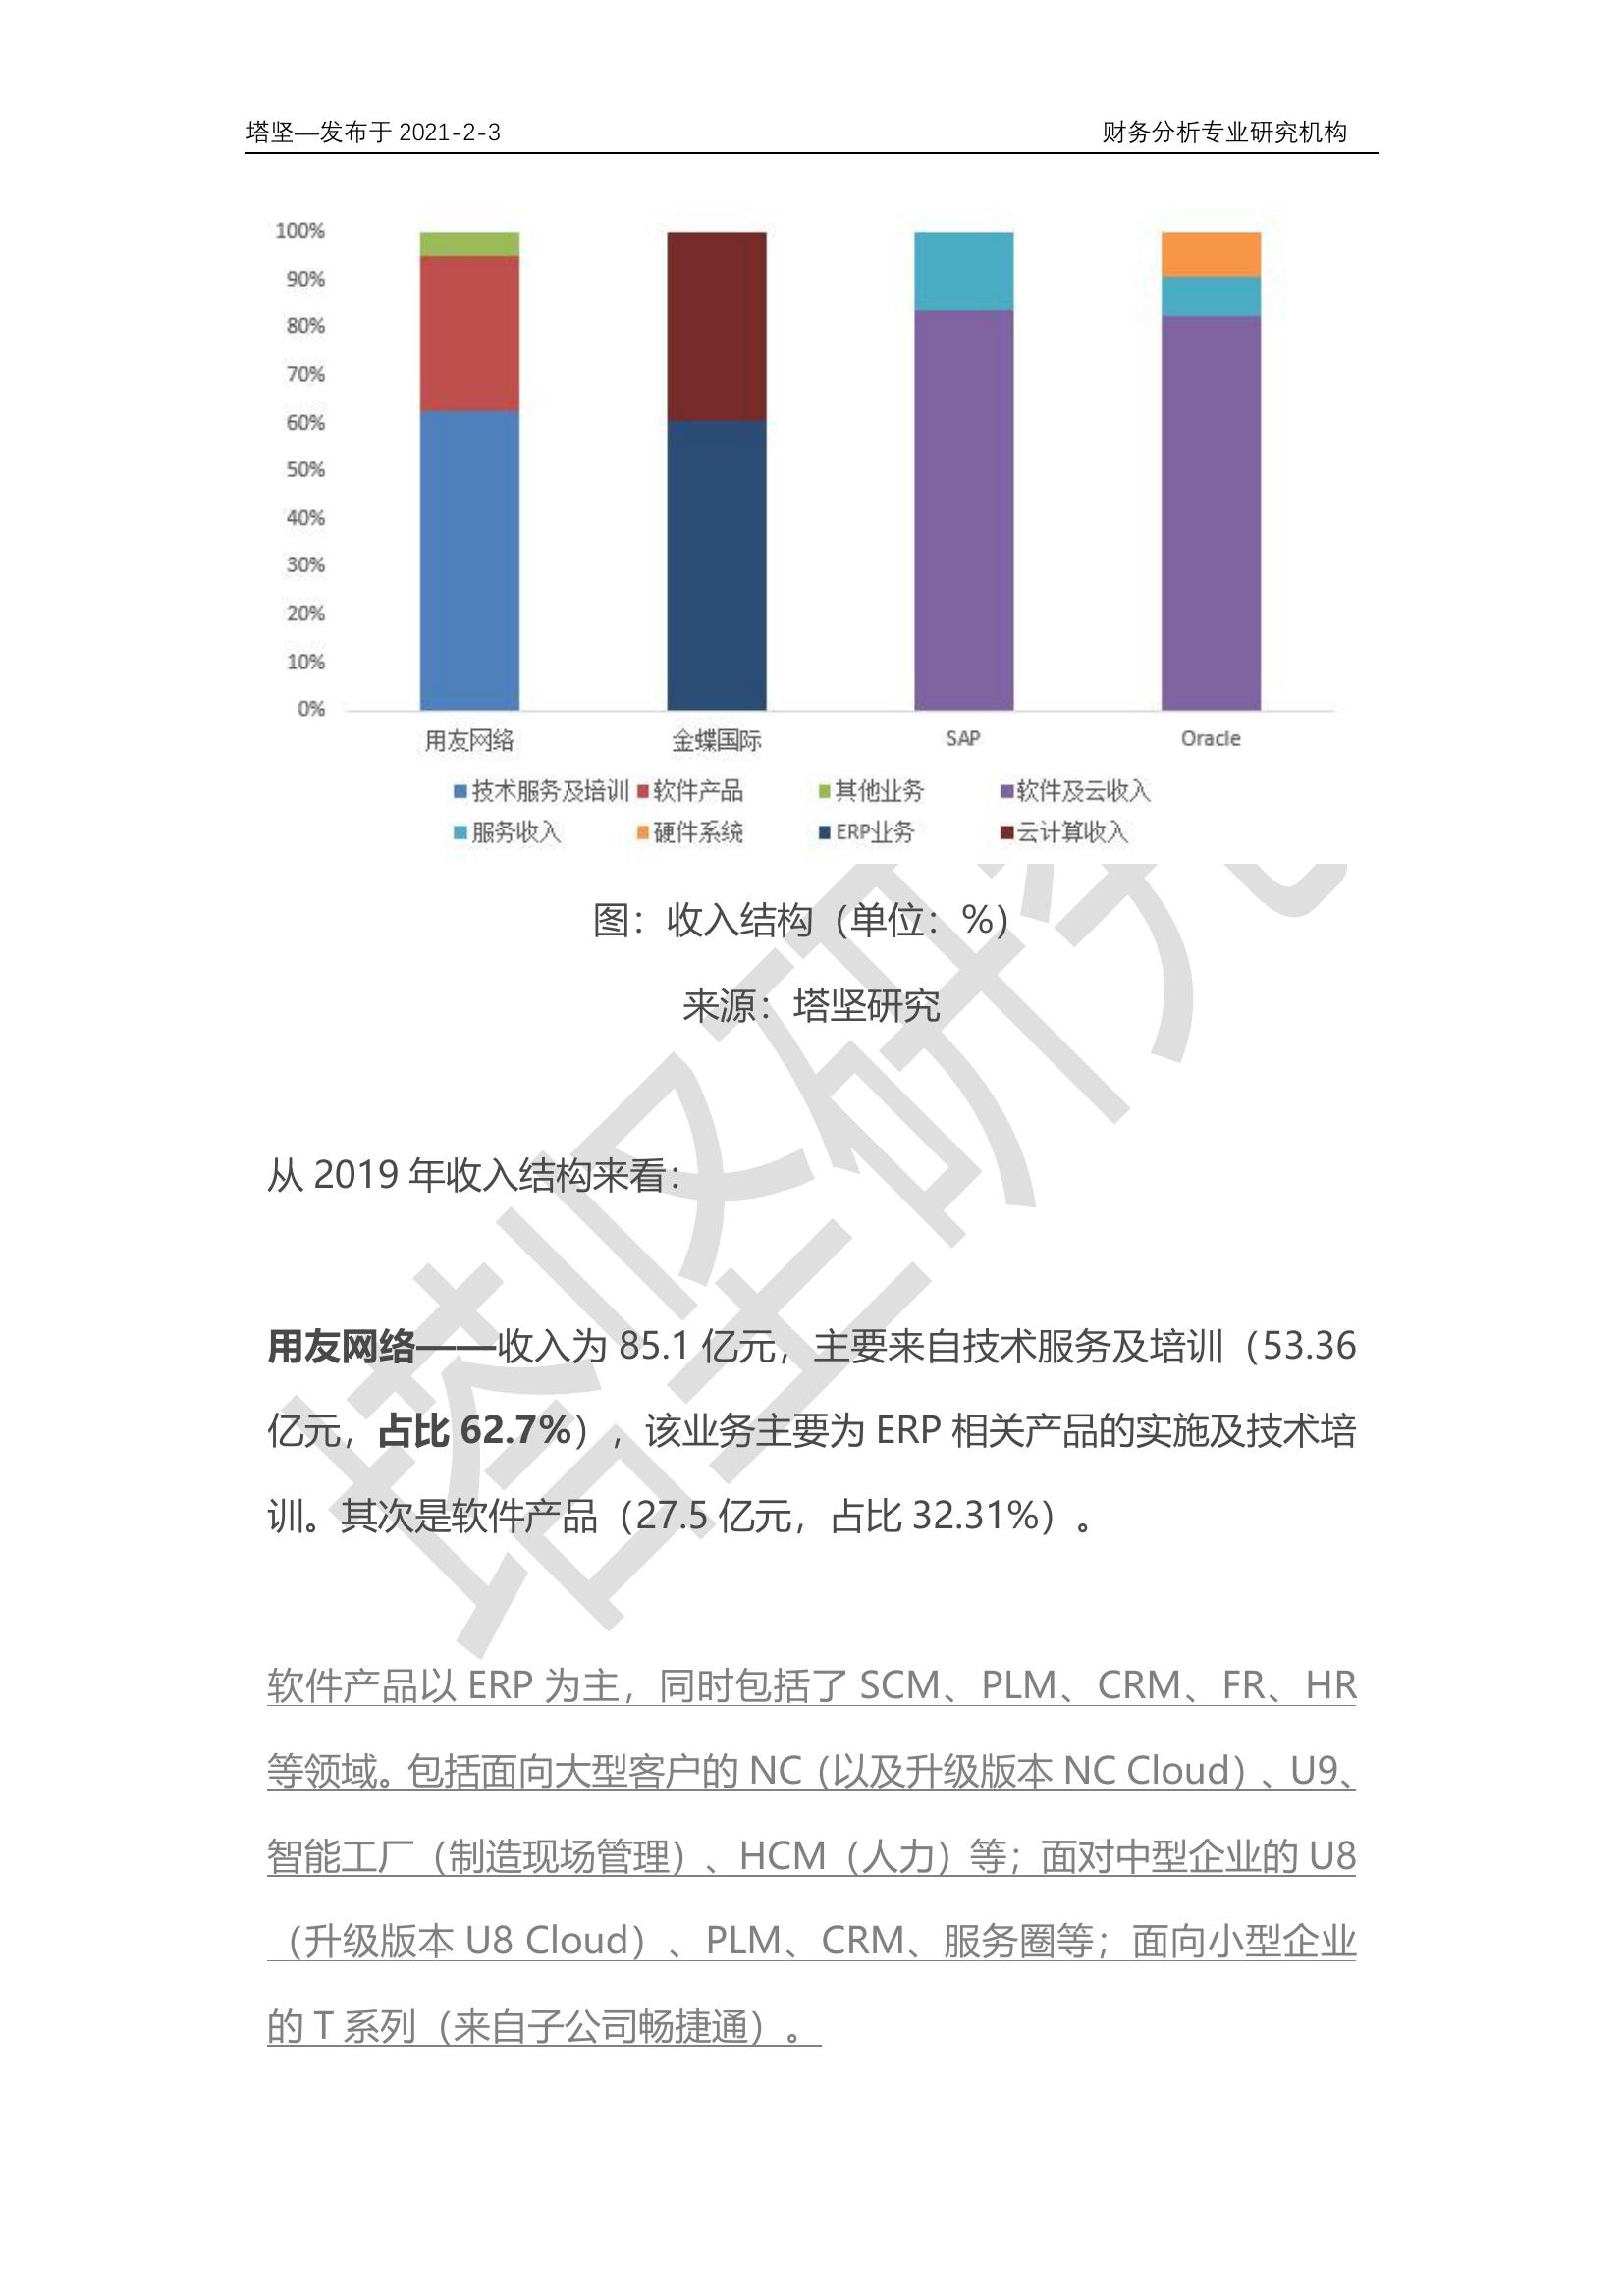 塔坚—发布于 2021-2-3 财务分析专业研究机构
100%
90%
80%
70%
60%
50%
40%
30%
20%
10%
0%
用友网络 金蝶国际 SAP Oracle
技术服务及培训 软件产品 其他业务 软件及云收入
服务收入 硬件系统 ERP业务 云计算收入
图：收入结构（单位：%）
来源：塔坚研究
从 2019 年收入结构来看：
用友网络——收入为 85.1 亿元，主要来自技术服务及培训（53.36
亿元，占比 62.7%），该业务主要为 ERP 相关产品的实施及技术培
训。其次是软件产品（27.5 亿元，占比 32.31%）。
软件产品以 ERP 为主，同时包括了 SCM、PLM、CRM、FR、HR
等领域。包括面向大型客户的 NC（以及升级版本 NC Cloud）、U9、
智能工厂（制造现场管理）、HCM（人力）等；面对中型企业的 U8
（升级版本 U8 Cloud）、PLM、CRM、服务圈等；面向小型企业
的 T 系列（来自子公司畅捷通）。
塔坚研究